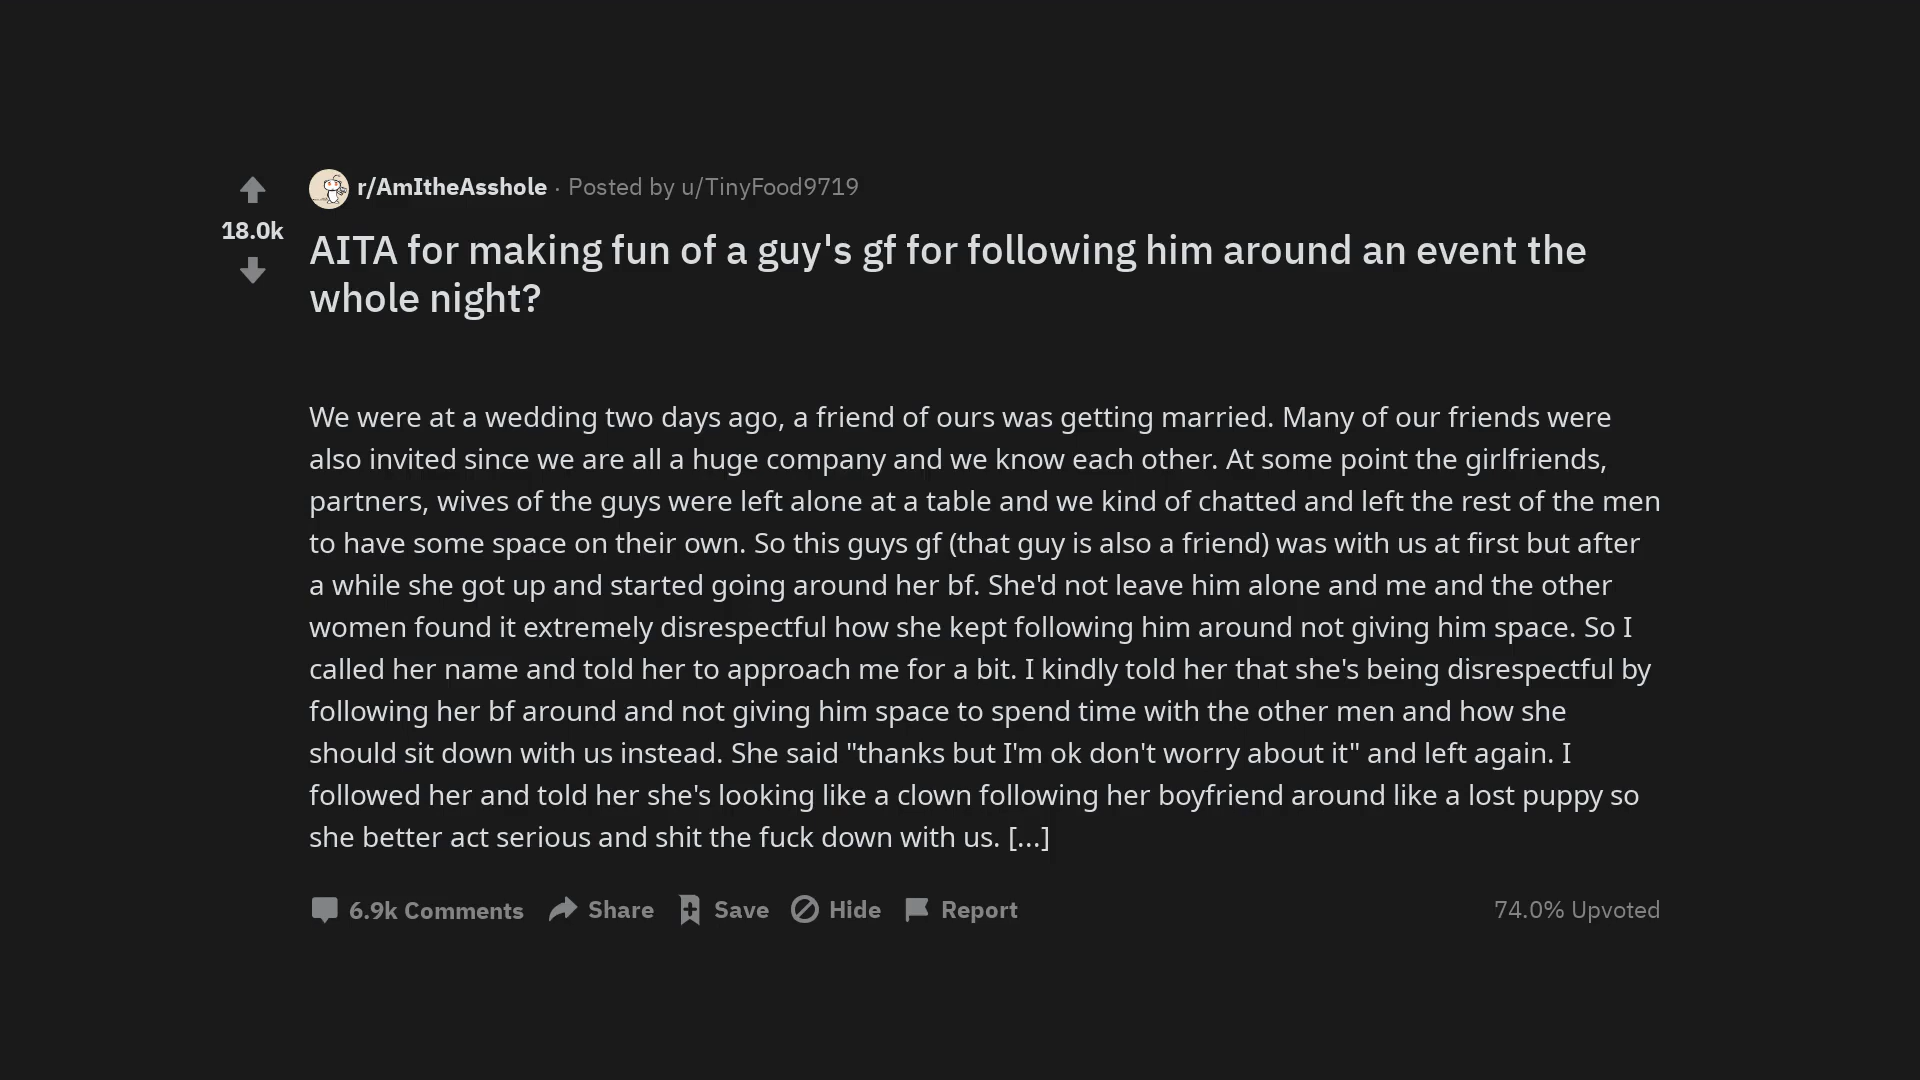 r/AmItheAsshole · Posted by u/TinyFood9719
18.0k
AITA for making fun of a guy's gf for following him around an event the
whole night?
We were at a wedding two days ago, a friend of ours was getting married. Many of our friends were
also invited since we are all a huge company and we know each other. At some point the girlfriends,
partners, wives of the guys were left alone at a table and we kind of chatted and left the rest of the men
to have some space on their own. So this guys gf (that guy is also a friend) was with us at first but after
a while she got up and started going around her bf. She'd not leave him alone and me and the other
women found it extremely disrespectful how she kept following him around not giving him space. So I
called her name and told her to approach me for a bit. I kindly told her that she's being disrespectful by
following her bf around and not giving him space to spend time with the other men and how she
should sit down with us instead. She said "thanks but I'm ok don't worry about it" and left again. I
followed her and told her she's looking like a clown following her boyfriend around like a lost puppy so
she better act serious and shit the fuck down with us. [...]
6.9k Comments Share Save Hide Report 74.0% Upvoted